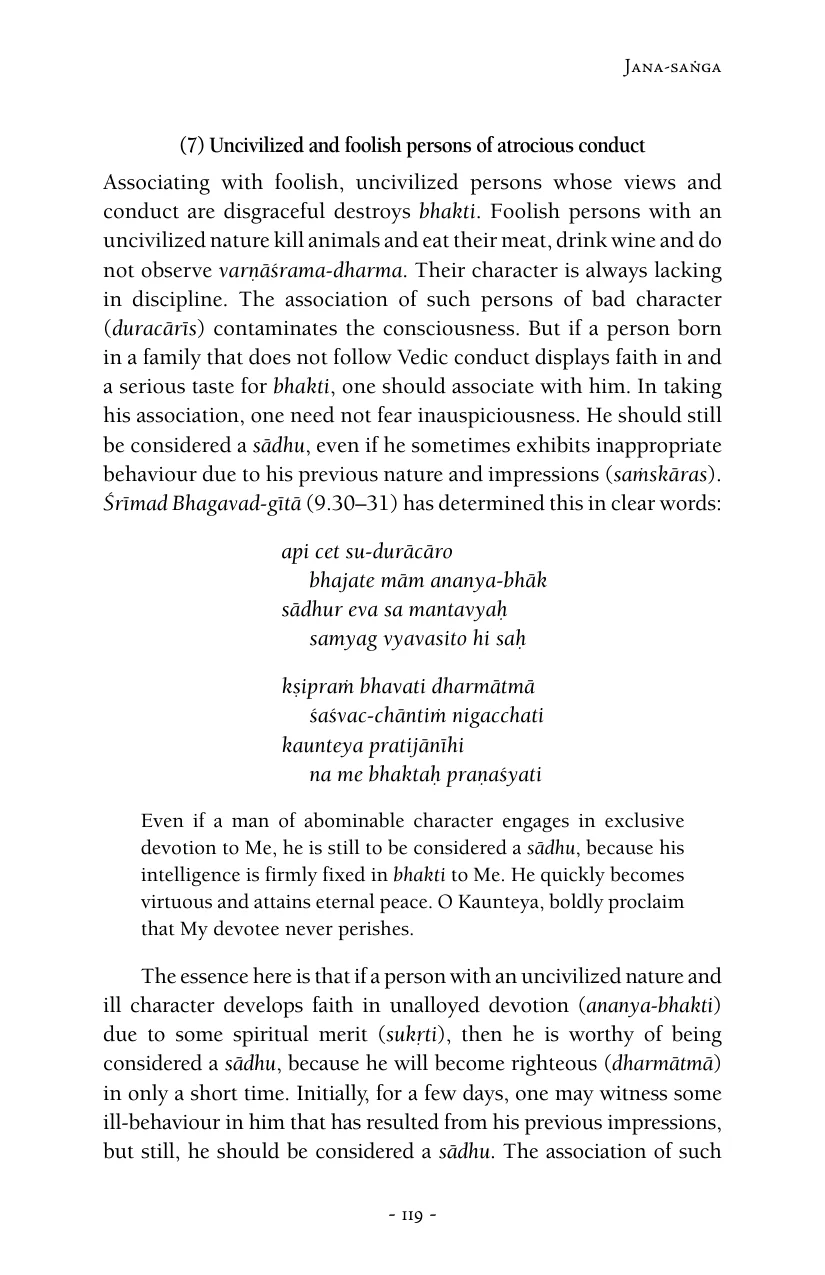 Jana-saṅga
(7) Uncivilized and foolish persons of atrocious conduct
Associating with foolish, uncivilized persons whose views and
conduct are disgraceful destroys bhakti. Foolish persons with an
uncivilized nature kill animals and eat their meat, drink wine and do
not observe varṇāśrama-dharma. Their character is always lacking
in discipline. The association of such persons of bad character
(duracārīs) contaminates the consciousness. But if a person born
in a family that does not follow Vedic conduct displays faith in and
a serious taste for bhakti, one should associate with him. In taking
his association, one need not fear inauspiciousness. He should still
be considered a sādhu, even if he sometimes exhibits inappropriate
behaviour due to his previous nature and impressions (saṁskāras).
Śrīmad Bhagavad-gītā (9.30–31) has determined this in clear words:
api cet su-durācāro
bhajate mām ananya-bhāk
sādhur eva sa mantavyaḥ
samyag vyavasito hi saḥ
kṣipraṁ bhavati dharmātmā
śaśvac-chāntiṁ nigacchati
kaunteya pratijānīhi
na me bhaktaḥ praṇaśyati
Even if a man of abominable character engages in exclusive
devotion to Me, he is still to be considered a sādhu, because his
intelligence is firmly fixed in bhakti to Me. He quickly becomes
virtuous and attains eternal peace. O Kaunteya, boldly proclaim
that My devotee never perishes.
The essence here is that if a person with an uncivilized nature and
ill character develops faith in unalloyed devotion (ananya-bhakti)
due to some spiritual merit (sukṛti), then he is worthy of being
considered a sādhu, because he will become righteous (dharmātmā)
in only a short time. Initially, for a few days, one may witness some
ill-behaviour in him that has resulted from his previous impressions,
but still, he should be considered a sādhu. The association of such
- 119 -